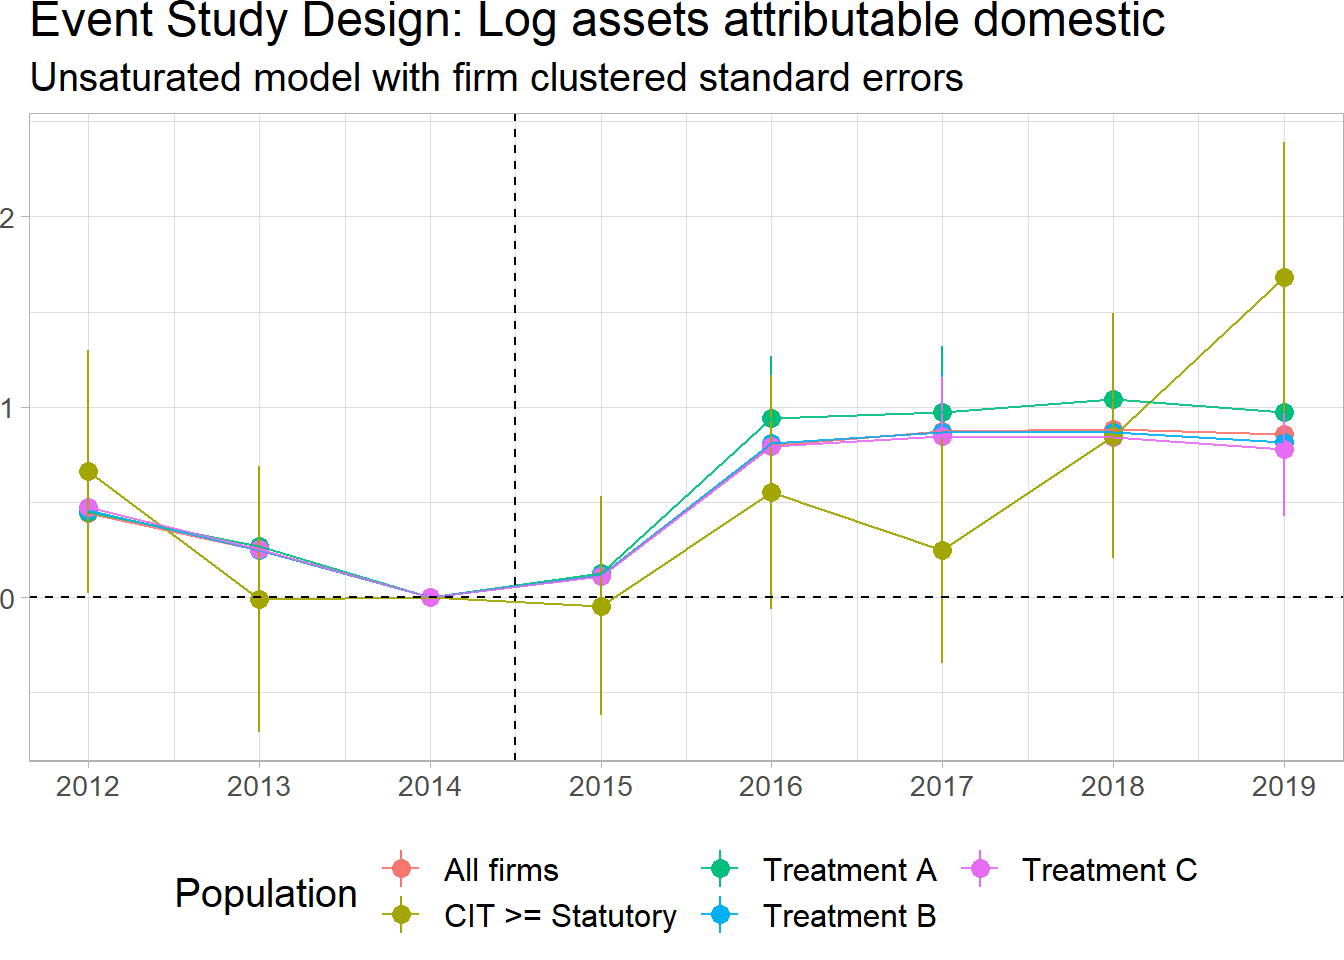 Event Study Design: Log assets attributable domestic
Unsaturated model with firm clustered standard errors
2
1
0
2012 2013 2014 2015 2016 2017 2018 2019
Population
All firms
CIT >= Statutory
Treatment A
Treatment B
Treatment C